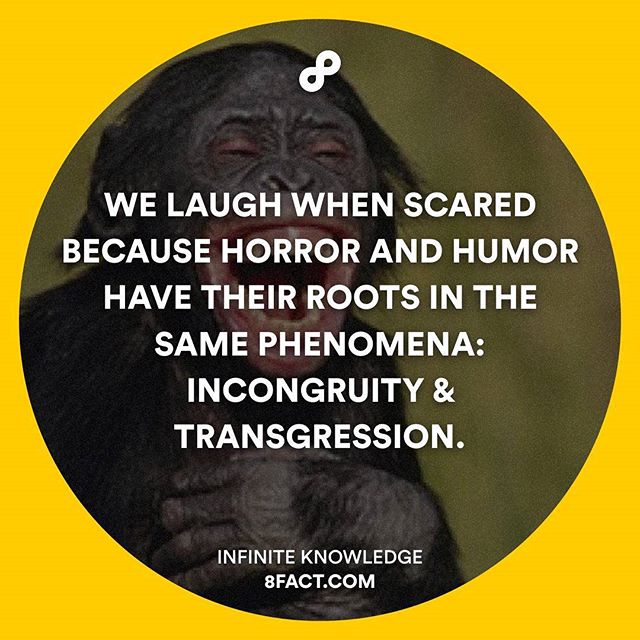 WE LAUGH WHEN SCARED
BECAUSE HORROR AND HUMOR
HAVE THEIR ROOTS IN THE
SAME PHENOMENA:
INCONGRUITY &
TRANSGRESSION.
INFINITE KNOWLEDGE
8FACT.COM